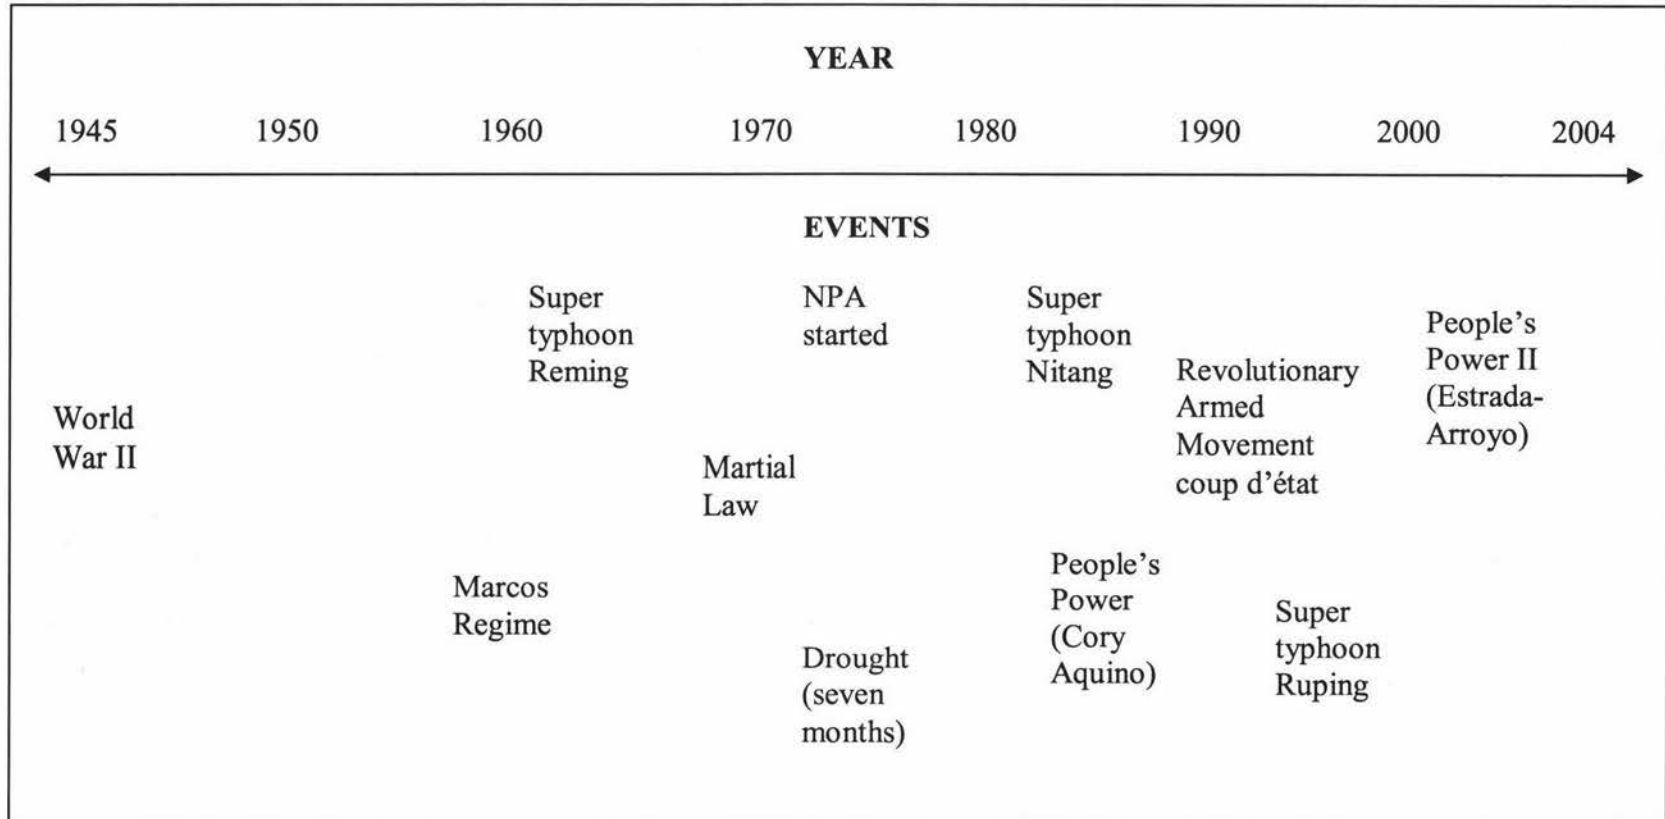 YEAR
1945 1950 1960 1970 1980 1990 2000 2004
EVENTS
World
War II
Marcos
Regime
Super
typhoon
Reming
Martial
Law
NPA
started
Drought
(seven
months)
Super
typhoon
Nitang
People's
Power
(Cory
Aquino)
Revolutionary
Armed
Movement
coup d'état
Super
typhoon
Ruping
People's
Power II
(Estrada-
Arroyo)